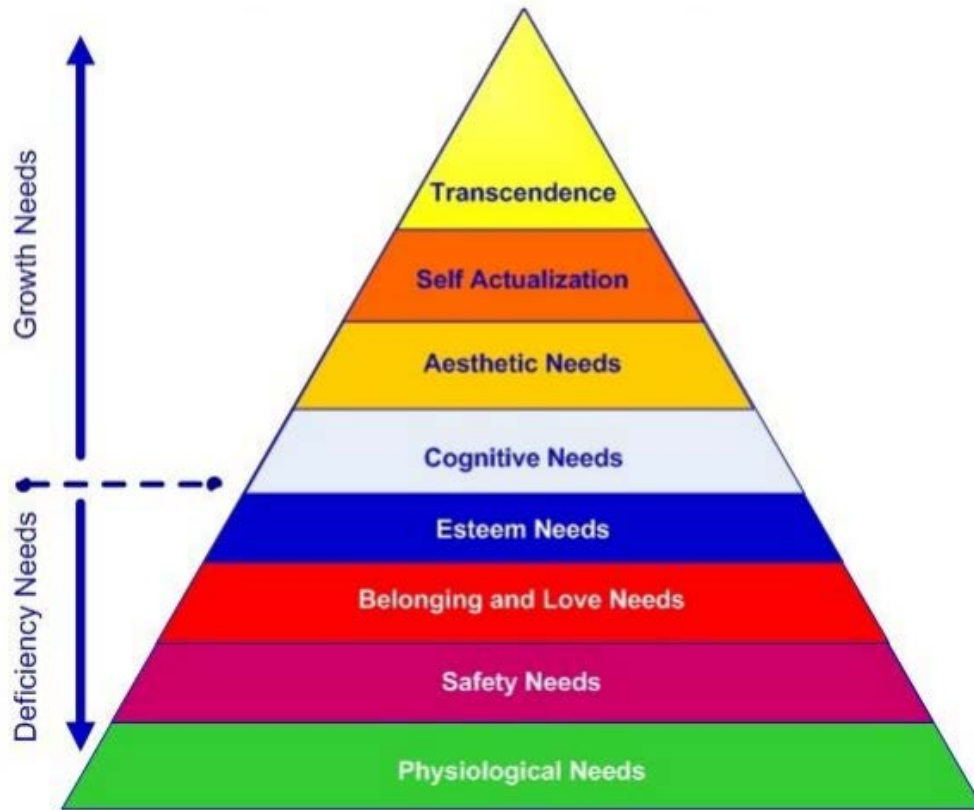 Growth Needs
Deficiency Needs
Transcendence
Self Actualization
Aesthetic Needs
Cognitive Needs
Esteem Needs
Belonging and Love Needs
Safety Needs
Physiological Needs